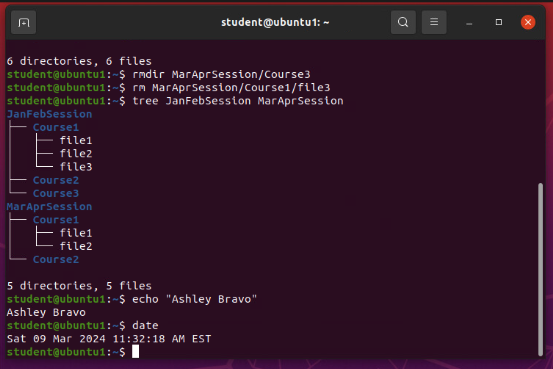 student@ubuntu1: ~
6 directories, 6 files
student@ubuntu1:~$ rmdir MarAprSession/Course3
student@ubuntu1:~$ rm MarAprSession/Course1/file3
student@ubuntu1:~$ tree JanFebSession MarAprSession
JanFebSession
├── Course1
│   ├── file1
│   ├── file2
│   └── file3
├── Course2
└── Course3
MarAprSession
├── Course1
│   ├── file1
│   └── file2
└── Course2
5 directories, 5 files
student@ubuntu1:~$ echo "Ashley Bravo"
Ashley Bravo
student@ubuntu1:~$ date
Sat 09 Mar 2024 11:32:18 AM EST
student@ubuntu1:~$